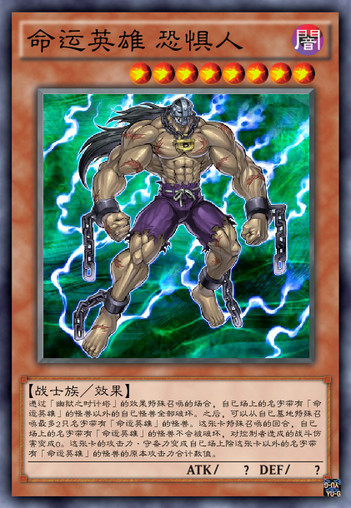 命运英雄 恐惧人
闇
【战士族／效果】
通过「幽狱之时计塔」的效果特殊召唤的场合，自己场上的名字带有「命
运英雄」的怪兽以外的自己怪兽全部破坏。之后，可以从自己墓地特殊召
唤最多2只名字带有「命运英雄」的怪兽。这张卡特殊召唤的回合，自己
场上的名字带有「命运英雄」的怪兽不会被破坏，对控制者造成的战斗伤
害变成0。这张卡的攻击力·守备力变成自己场上除这张卡以外的名字带
有「命运英雄」的怪兽的原本攻击力合计数值。
ATK/ ? DEF/ ?
YU-G